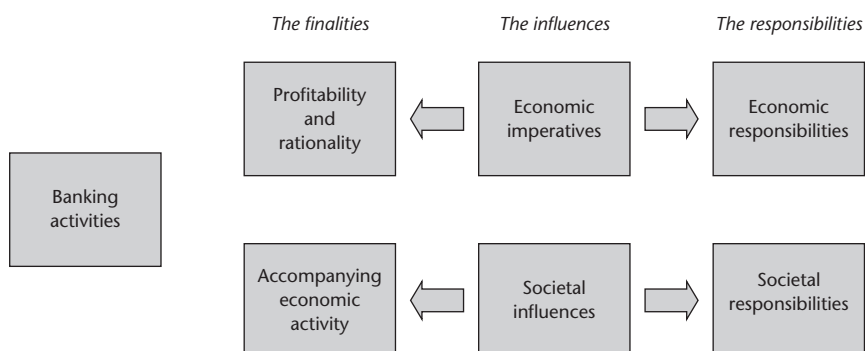 The finalities
The influences
The responsibilities
Profitability
and
rationality
Economic
imperatives
Economic
responsibilities
Banking
activities
Accompanying
economic
activity
Societal
influences
Societal
responsibilities